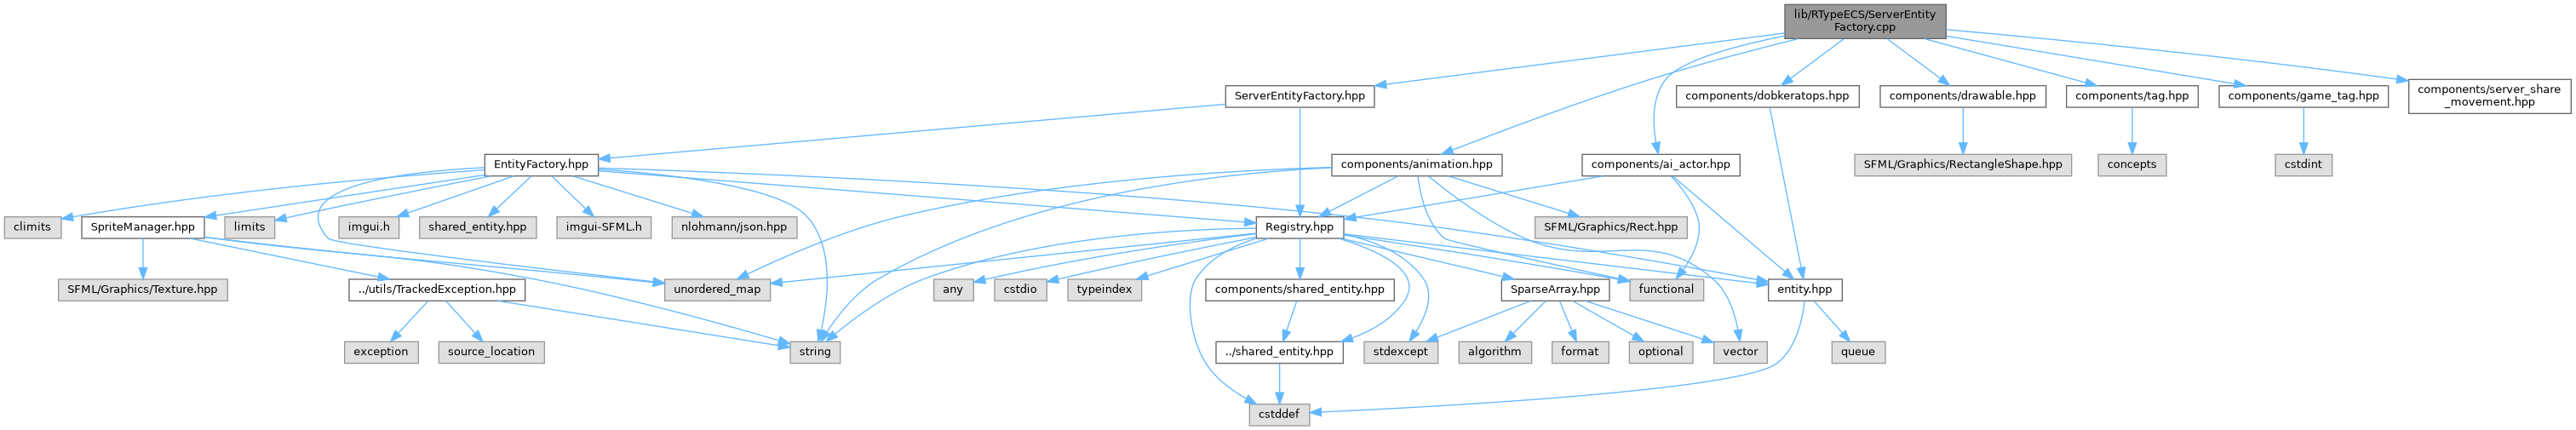 lib/RTypeECS/ServerEntity
Factory.cpp
ServerEntityFactory.hpp
components/dobkeratops.hpp
components/drawable.hpp
components/tag.hpp
components/game_tag.hpp
components/server_share
_movement.hpp
EntityFactory.hpp
components/animation.hpp
components/ai_actor.hpp
SFML/Graphics/RectangleShape.hpp
concepts
cstdint
climits
SpriteManager.hpp
limits
imgui.h
shared_entity.hpp
imgui-SFML.h
nlohmann/json.hpp
Registry.hpp
SFML/Graphics/Rect.hpp
SFML/Graphics/Texture.hpp
../utils/TrackedException.hpp
unordered_map
any
cstdio
typeindex
components/shared_entity.hpp
SparseArray.hpp
functional
entity.hpp
exception
source_location
string
../shared_entity.hpp
stdexcept
algorithm
format
optional
vector
queue
cstddef